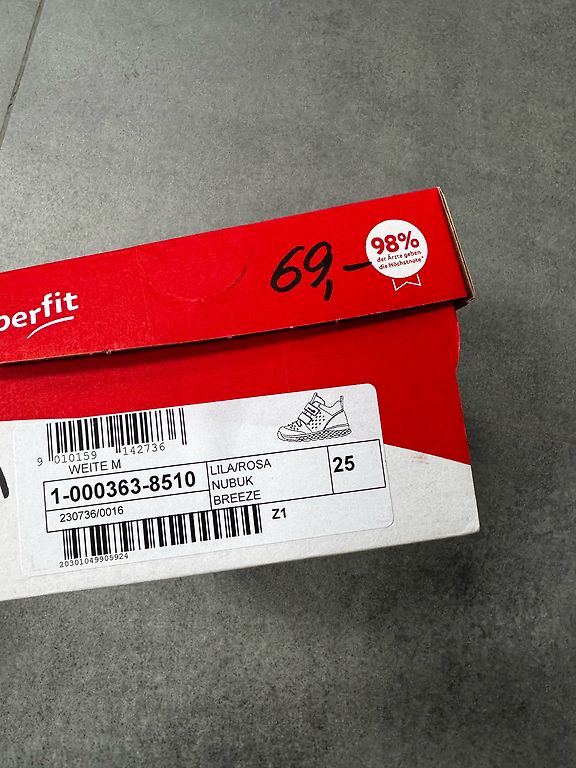 perfit
69,-
98%
der Ärzte geben
die Höchstnote*
9 010159 142736
WEITE M
1-000363-8510
LILA/ROSA
NUBUK
BREEZE
25
230736/0016
Z1
20301049905924